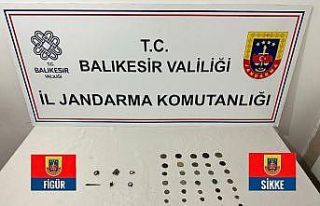 T.C.
BALIKESİR VALİLİĞİ
İL JANDARMA KOMUTANLIĞI
T.C.
BALIKESİR
VALİLİĞİ
FİGÜR
SİKKE